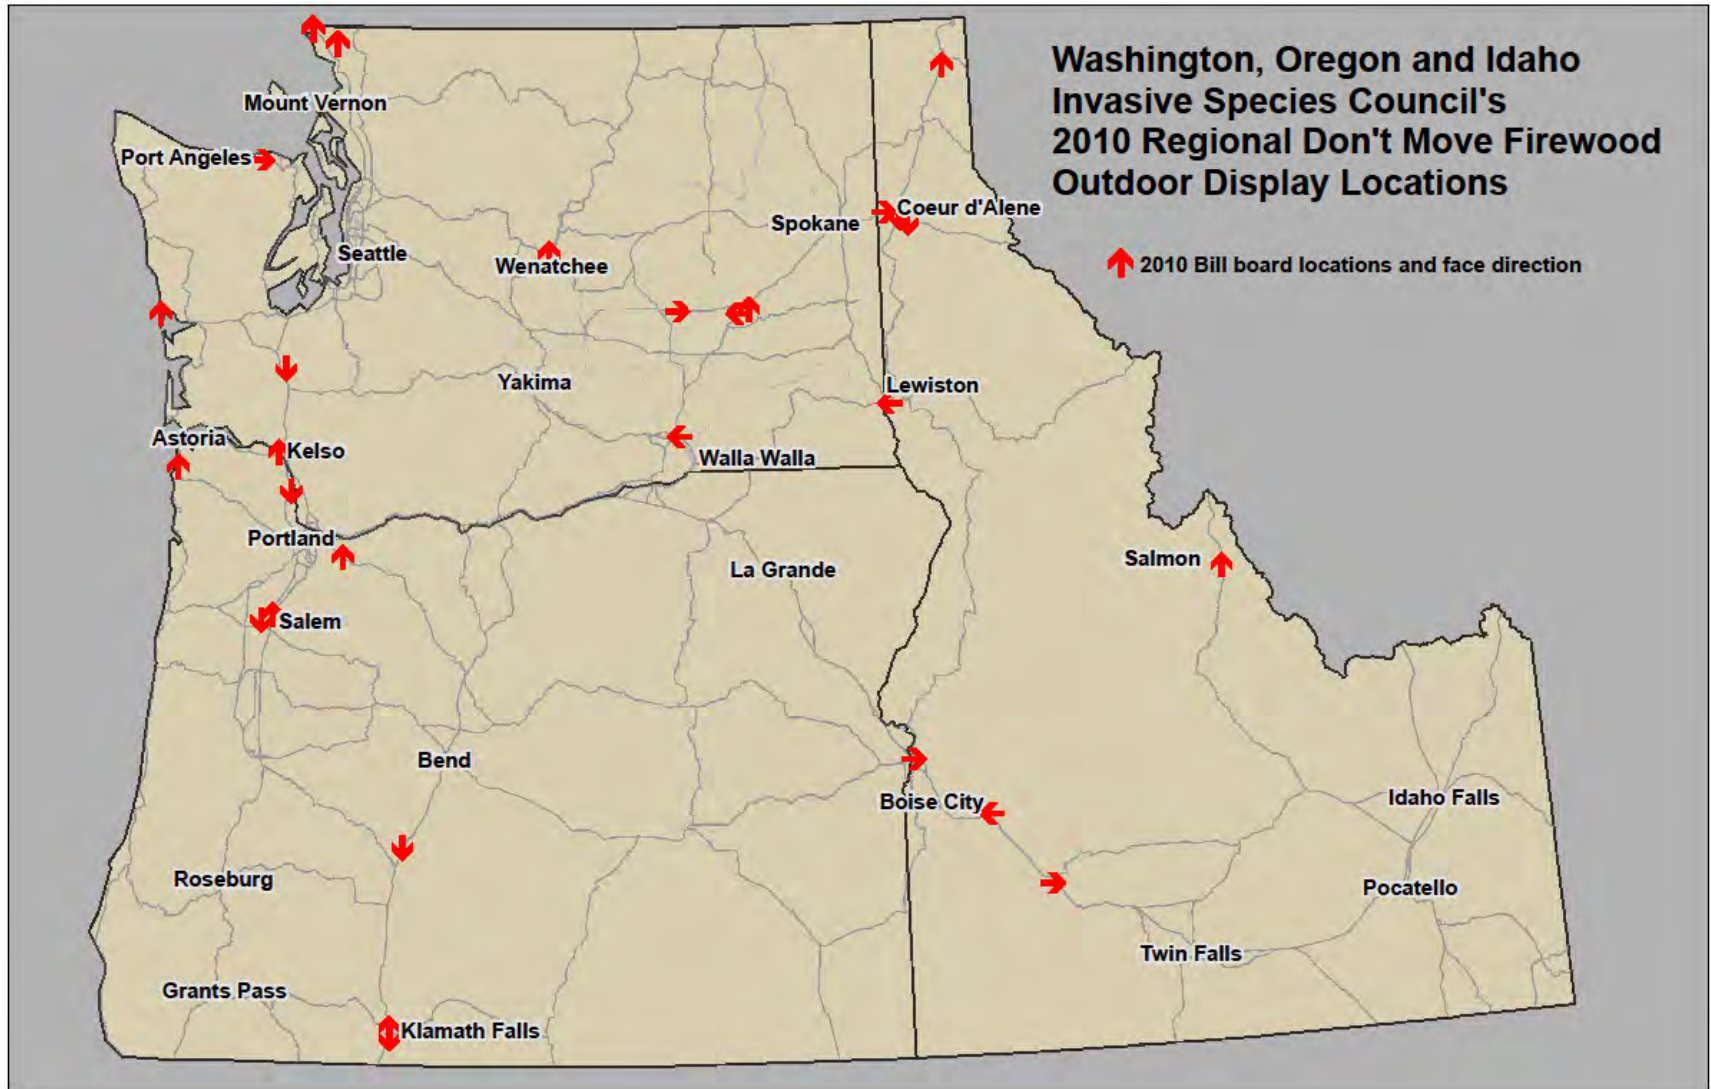 Washington, Oregon and Idaho
Invasive Species Council's
2010 Regional Don't Move Firewood
Outdoor Display Locations
2010 Bill board locations and face direction
Mount Vernon
Port Angeles
Coeur d'Alene
Spokane
Seattle
Wenatchee
Yakima
Lewiston
Astoria
Kelso
Walla Walla
Portland
Salmon
La Grande
Salem
Bend
Idaho Falls
Boise City
Roseburg
Pocatello
Twin Falls
Grants Pass
Klamath Falls